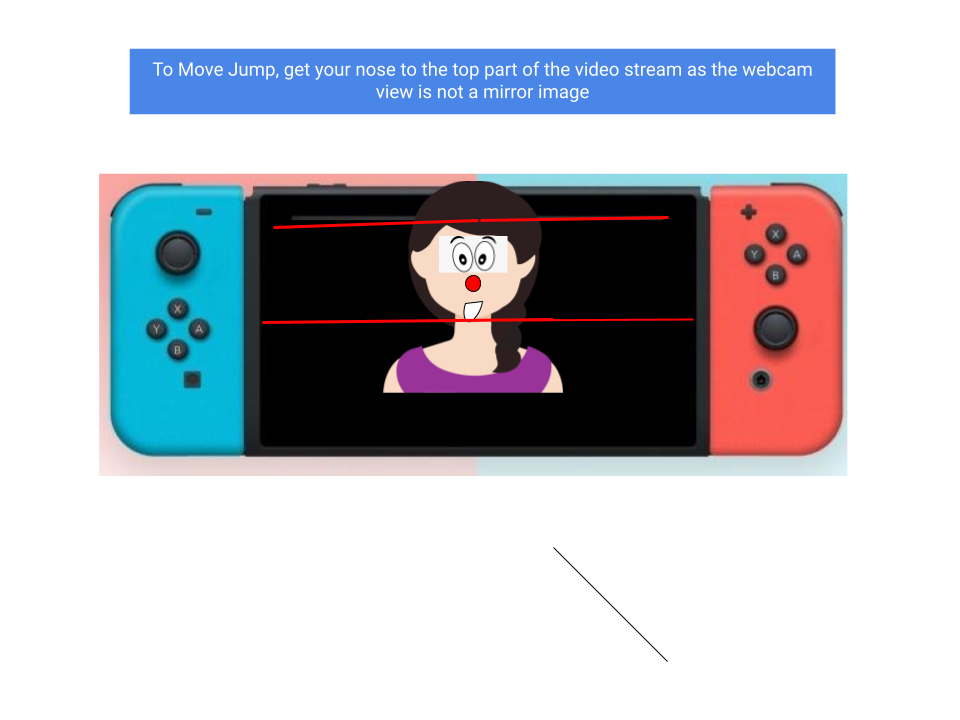 To Move Jump, get your nose to the top part of the video stream as the webcam
view is not a mirror image
X
X
Y
A
Y
A
B
B